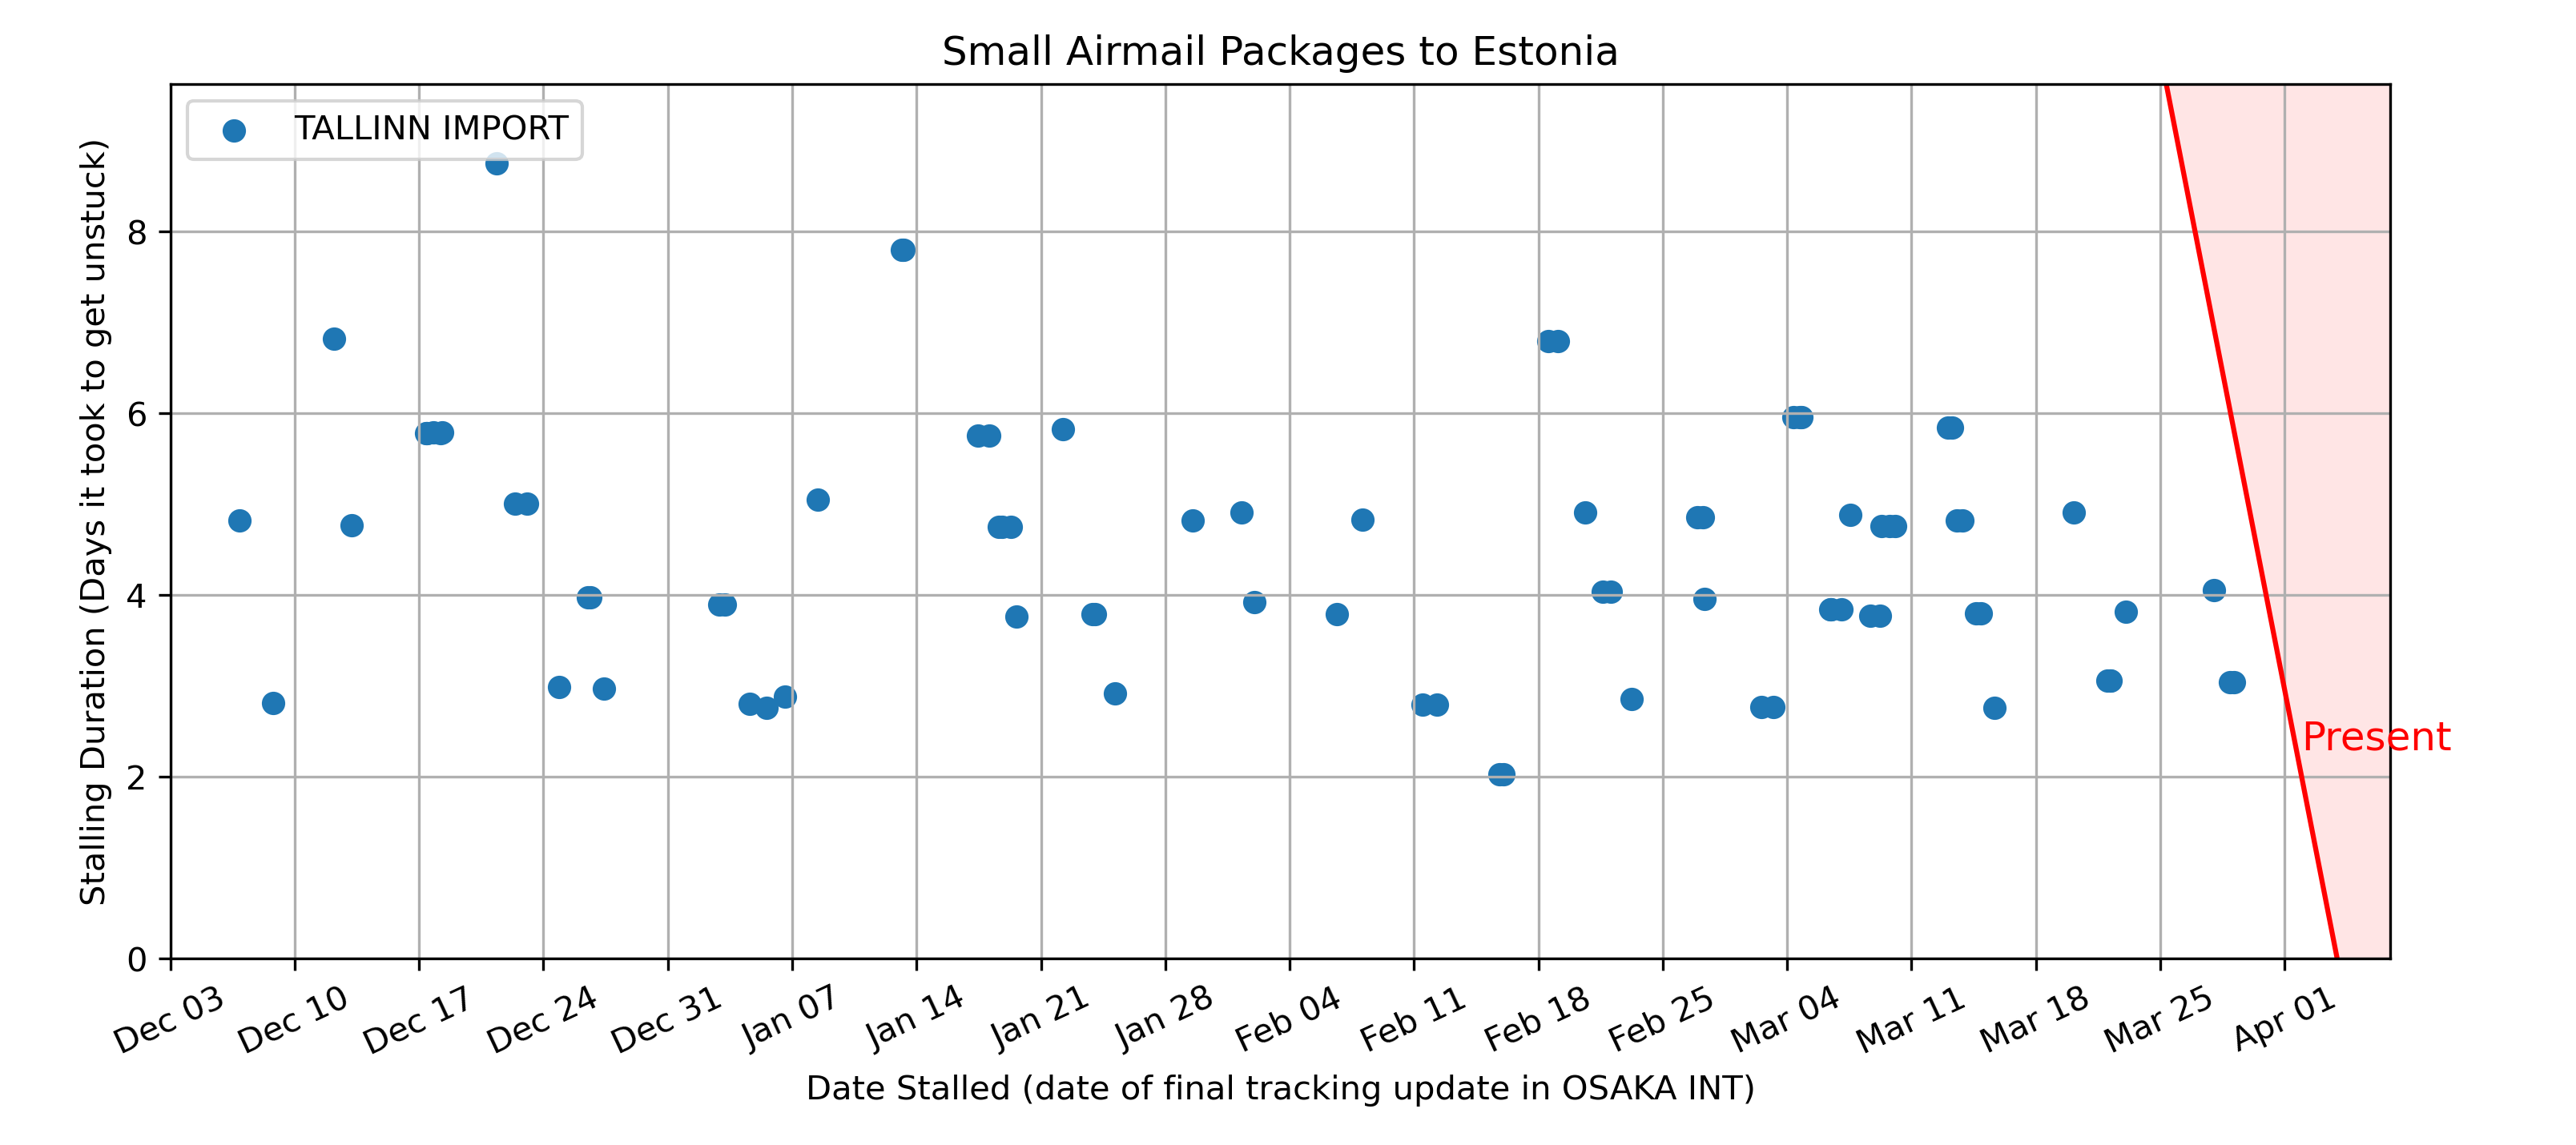 Small Airmail Packages to Estonia
TALLINN IMPORT
Stalling Duration (Days it took to get unstuck)
8
6
4
2
0
Dec 03
Dec 10
Dec 17
Dec 24
Dec 31
Jan 07
Jan 14
Jan 21
Jan 28
Feb 04
Feb 11
Feb 18
Feb 25
Mar 04
Mar 11
Mar 18
Mar 25
Apr 01
Present
Date Stalled (date of final tracking update in OSAKA INT)